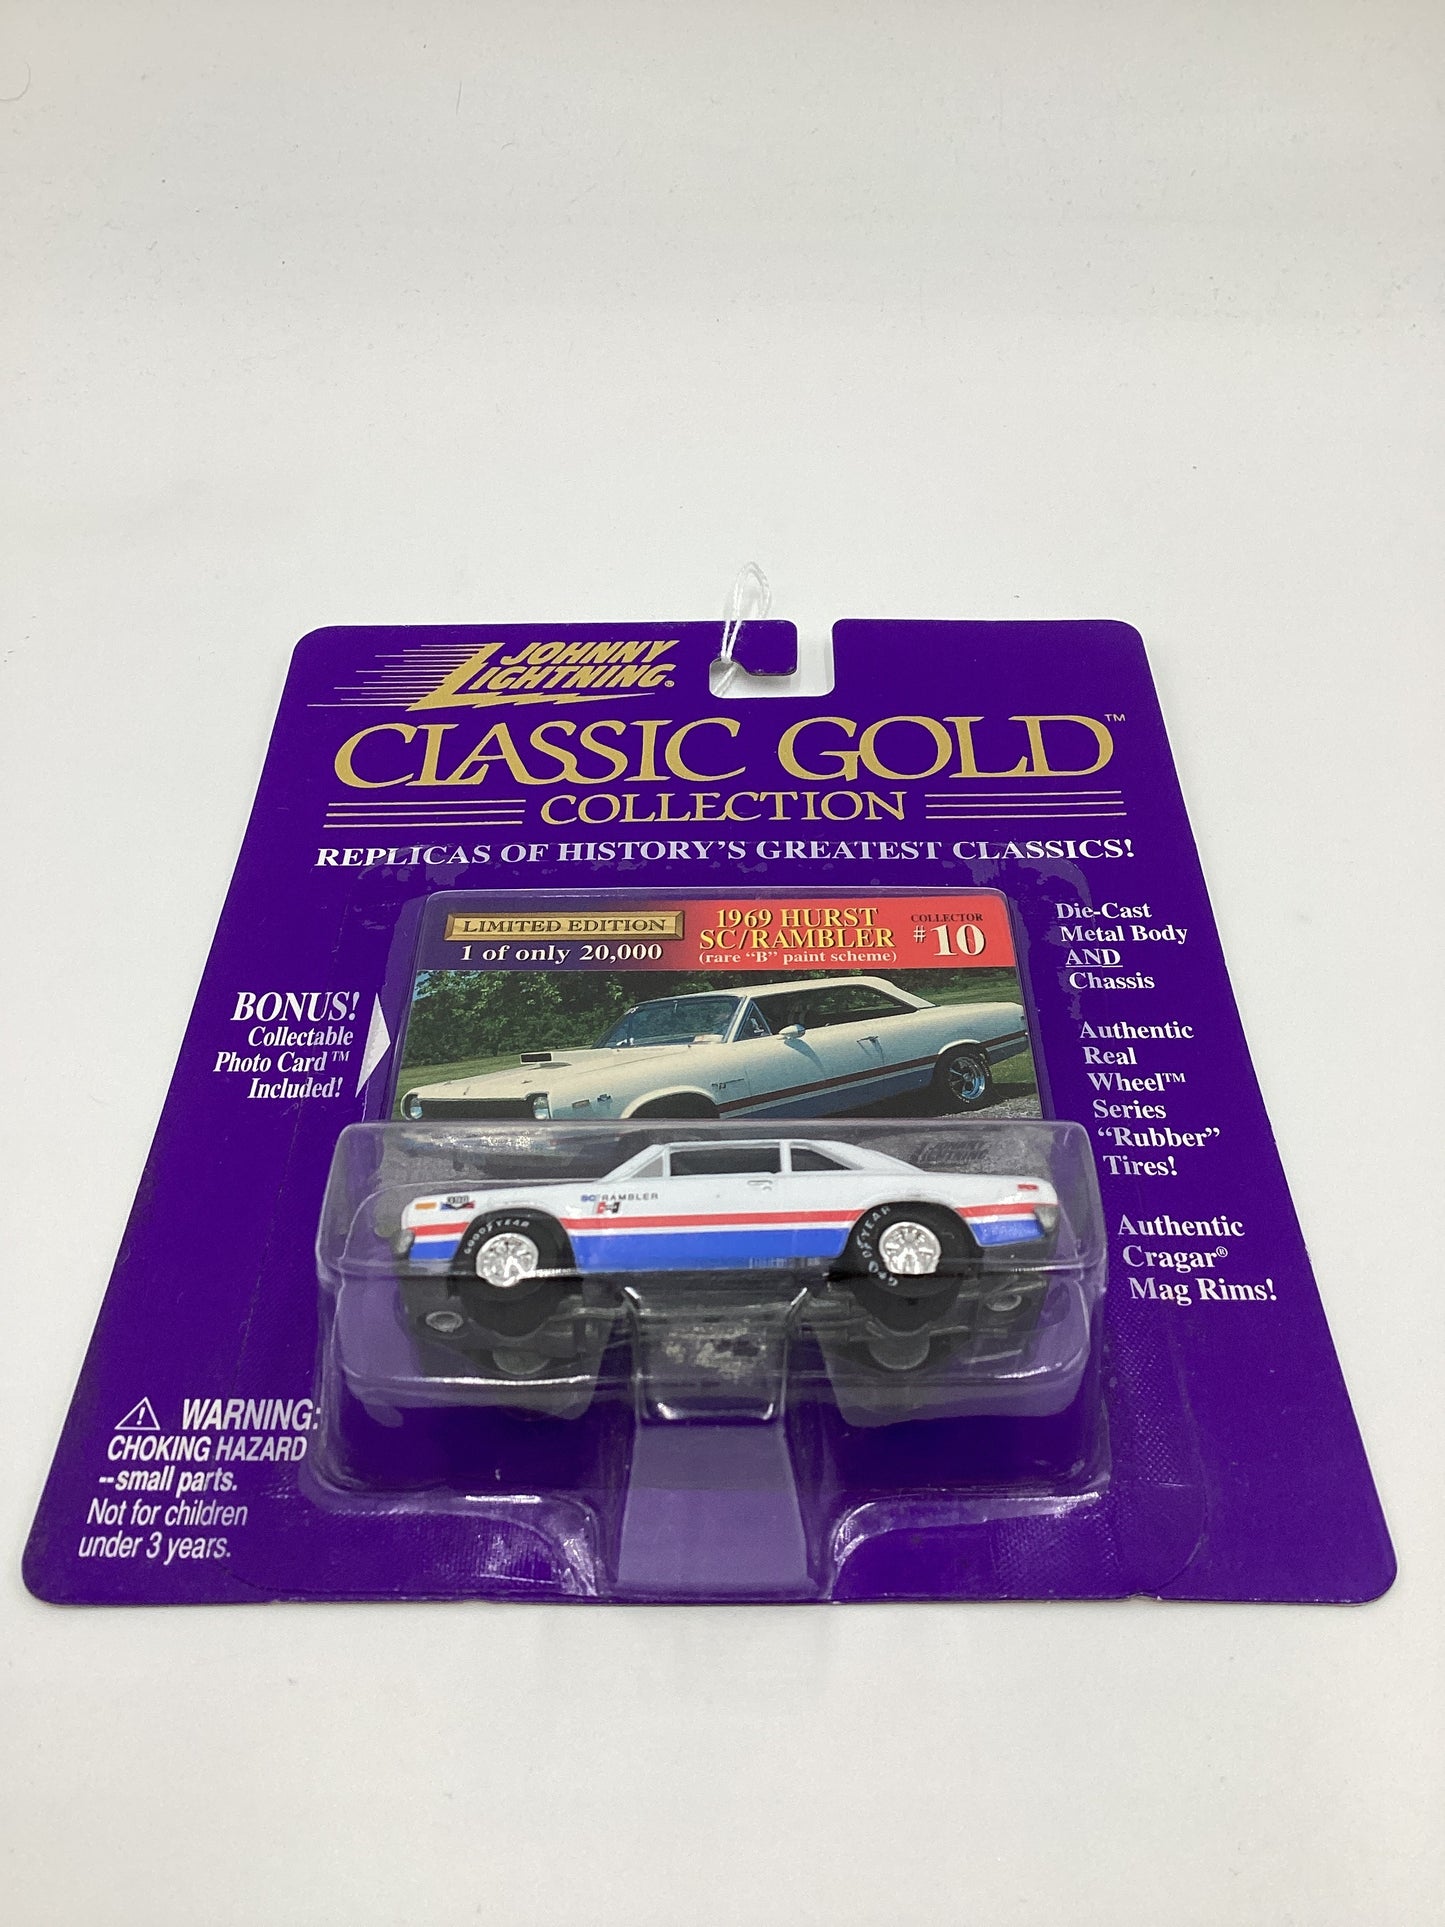 JOHNNY
LIGHTNING®
CLASSIC GOLD™
COLLECTION
REPLICAS OF HISTORY'S GREATEST CLASSICS!
LIMITED EDITION
1 of only 20,000
1969 HURST
SC/RAMBLER
(rare “B” paint scheme)
COLLECTOR
#10
BONUS!
Collectable
Photo Card™
Included!
Die-Cast
Metal Body
AND
Chassis
Authentic
Real
Wheel™
Series
“Rubber”
Tires!
Authentic
Cragar®
Mag Rims!
390
SC/RAMBLER
H
GOODYEAR
GOODYEAR
WARNING:
CHOKING HAZARD
--small parts.
Not for children
under 3 years.